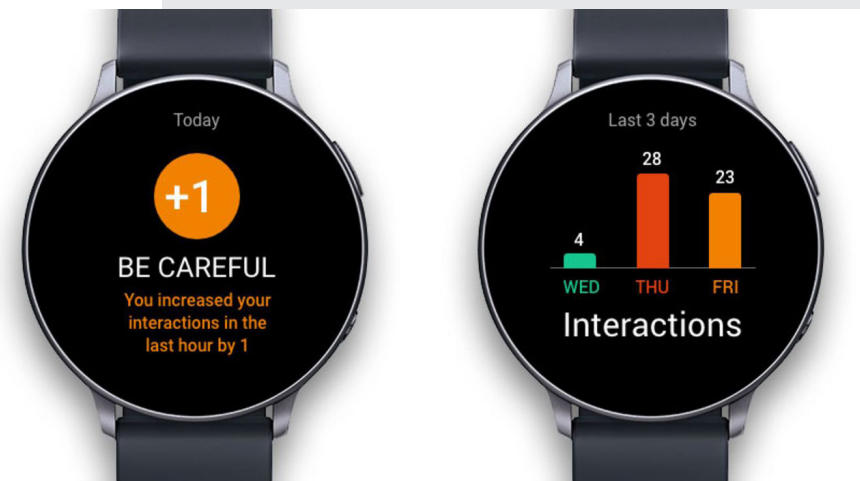 Today
+1
BE CAREFUL
You increased your
interactions in the
last hour by 1
Last 3 days
28
23
4
WED THU FRI
Interactions